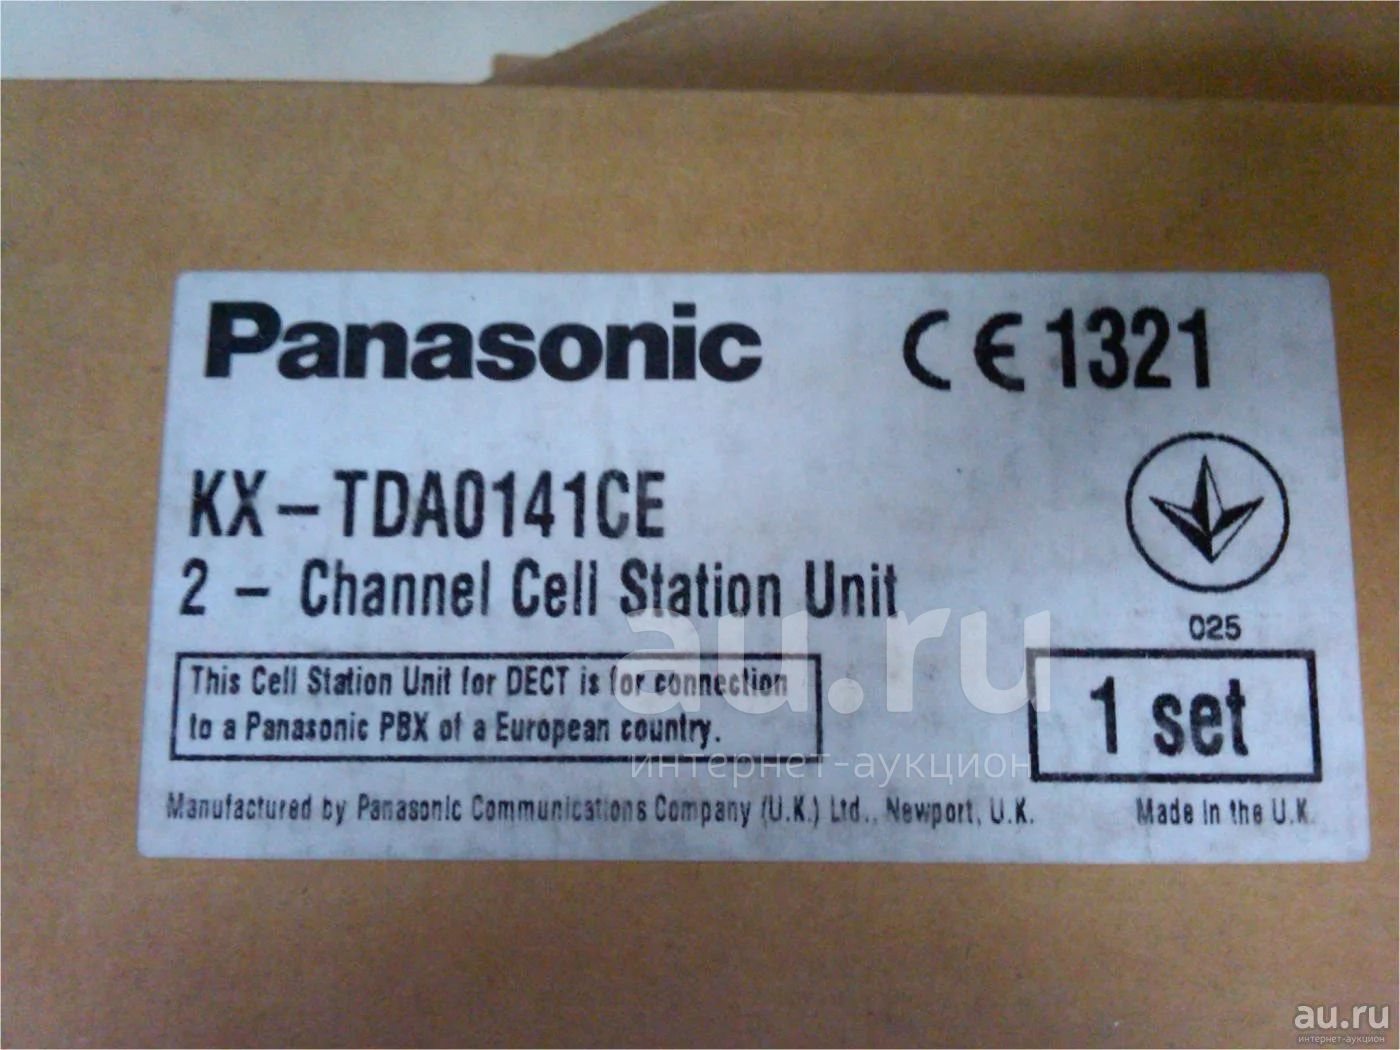 Panasonic CE 1321
KX-TDA0141CE
2 - Channel Cell Station Unit
025
This Cell Station Unit for DECT is for connection
to a Panasonic PBX of a European country.
1 set
Manufactured by Panasonic Communications Company (U.K.) Ltd., Newport, U.K.
Made in the U.K.
au.ru
интернет-аукцион
au.ru
интернет-аукцион